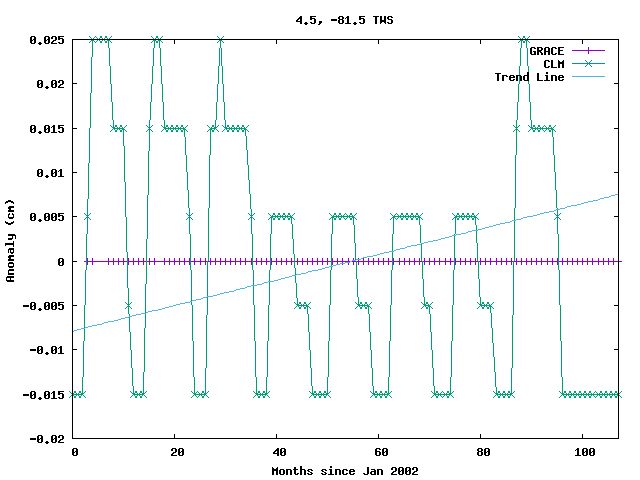 4.5, -81.5 TWS
GRACE
CLM
Trend Line
0.025
0.02
0.015
0.01
0.005
0
-0.005
-0.01
-0.015
-0.02
Anomaly (cm)
0 20 40 60 80 100
Months since Jan 2002